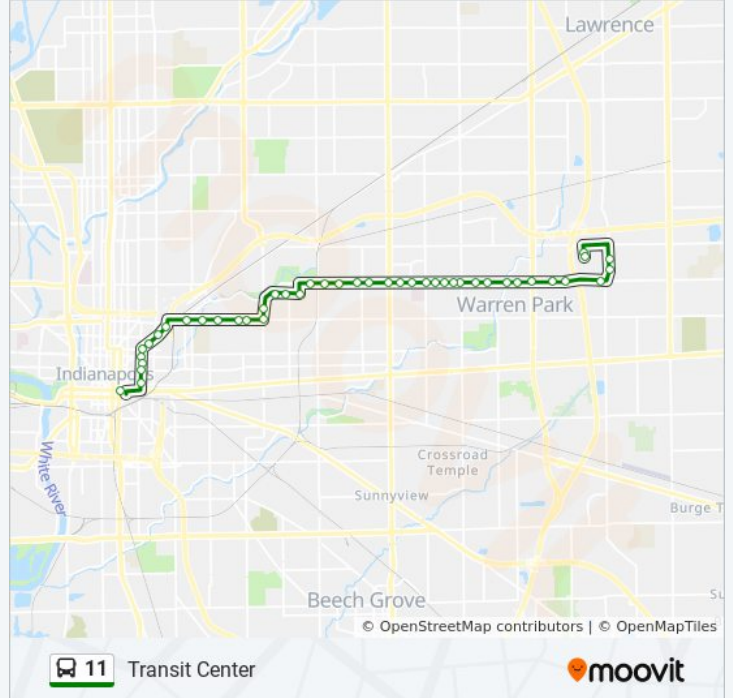 Lawrence
Warren Park
Indianapolis
White River
Crossroad
Temple
Sunnyview
Burge T
Su
Beech Grove
© OpenStreetMap contributors | © OpenMapTiles
11 Transit Center
moovit